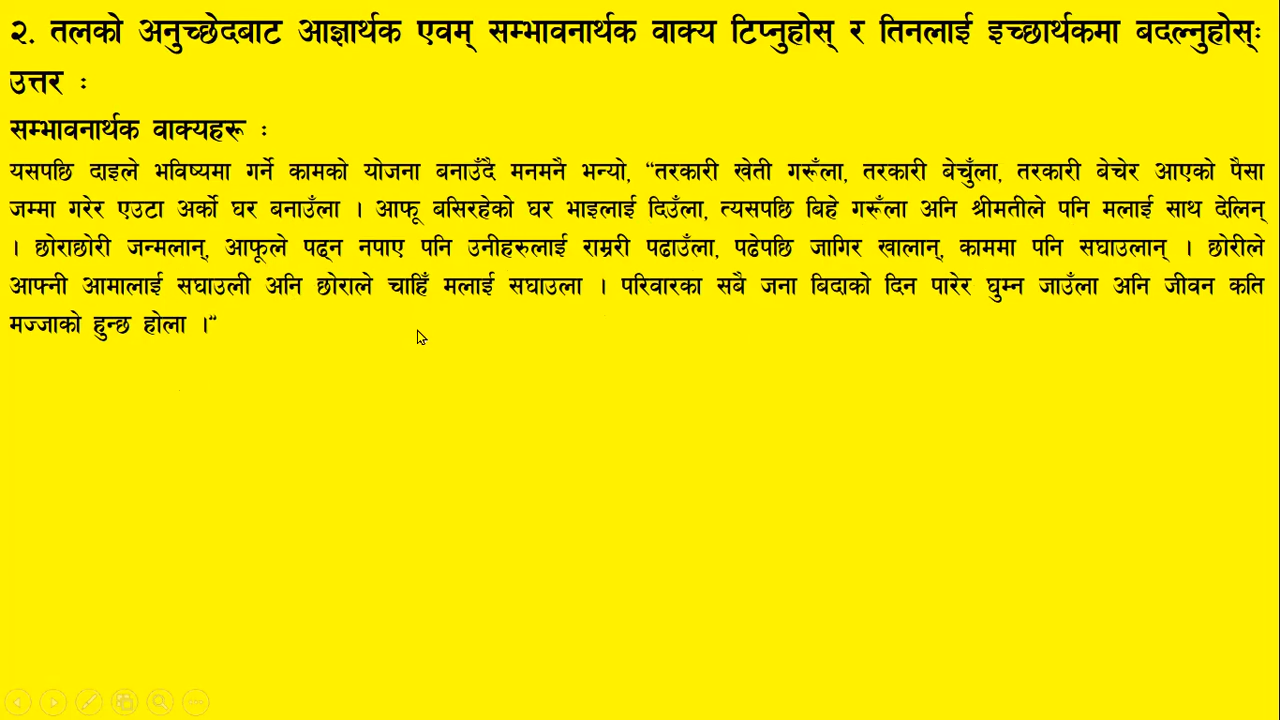 २. तलको अनुच्छेदबाट आज्ञार्थक एवम् सम्भावनार्थक वाक्य टिप्नुहोस् र तिनलाई इच्छार्थकमा बदल्नुहोस्ः
उत्तर ः
सम्भावनार्थक वाक्यहरू ः
यसपछि दाइले भविष्यमा गर्ने कामको योजना बनाउँदै मनमनै भन्यो, “तरकारी खेती गरूँला, तरकारी बेचुँला, तरकारी बेचेर आएको पैसा
जम्मा गरेर एउटा अर्को घर बनाउँला । आफू बसिरहेको घर भाइलाई दिउँला, त्यसपछि बिहे गरूँला अनि श्रीमतीले पनि मलाई साथ देलिन्
। छोराछोरी जन्मलान्, आफूले पढ्न नपाए पनि उनीहरुलाई राम्ररी पढाउँला, पढेपछि जागिर खालान्, काममा पनि सघाउलान् । छोरीले
आफ्नी आमालाई सघाउली अनि छोराले चाहिँ मलाई सघाउला । परिवारका सबै जना बिदाको दिन पारेर घुम्न जाउँला अनि जीवन कति
मज्जाको हुन्छ होला ।”